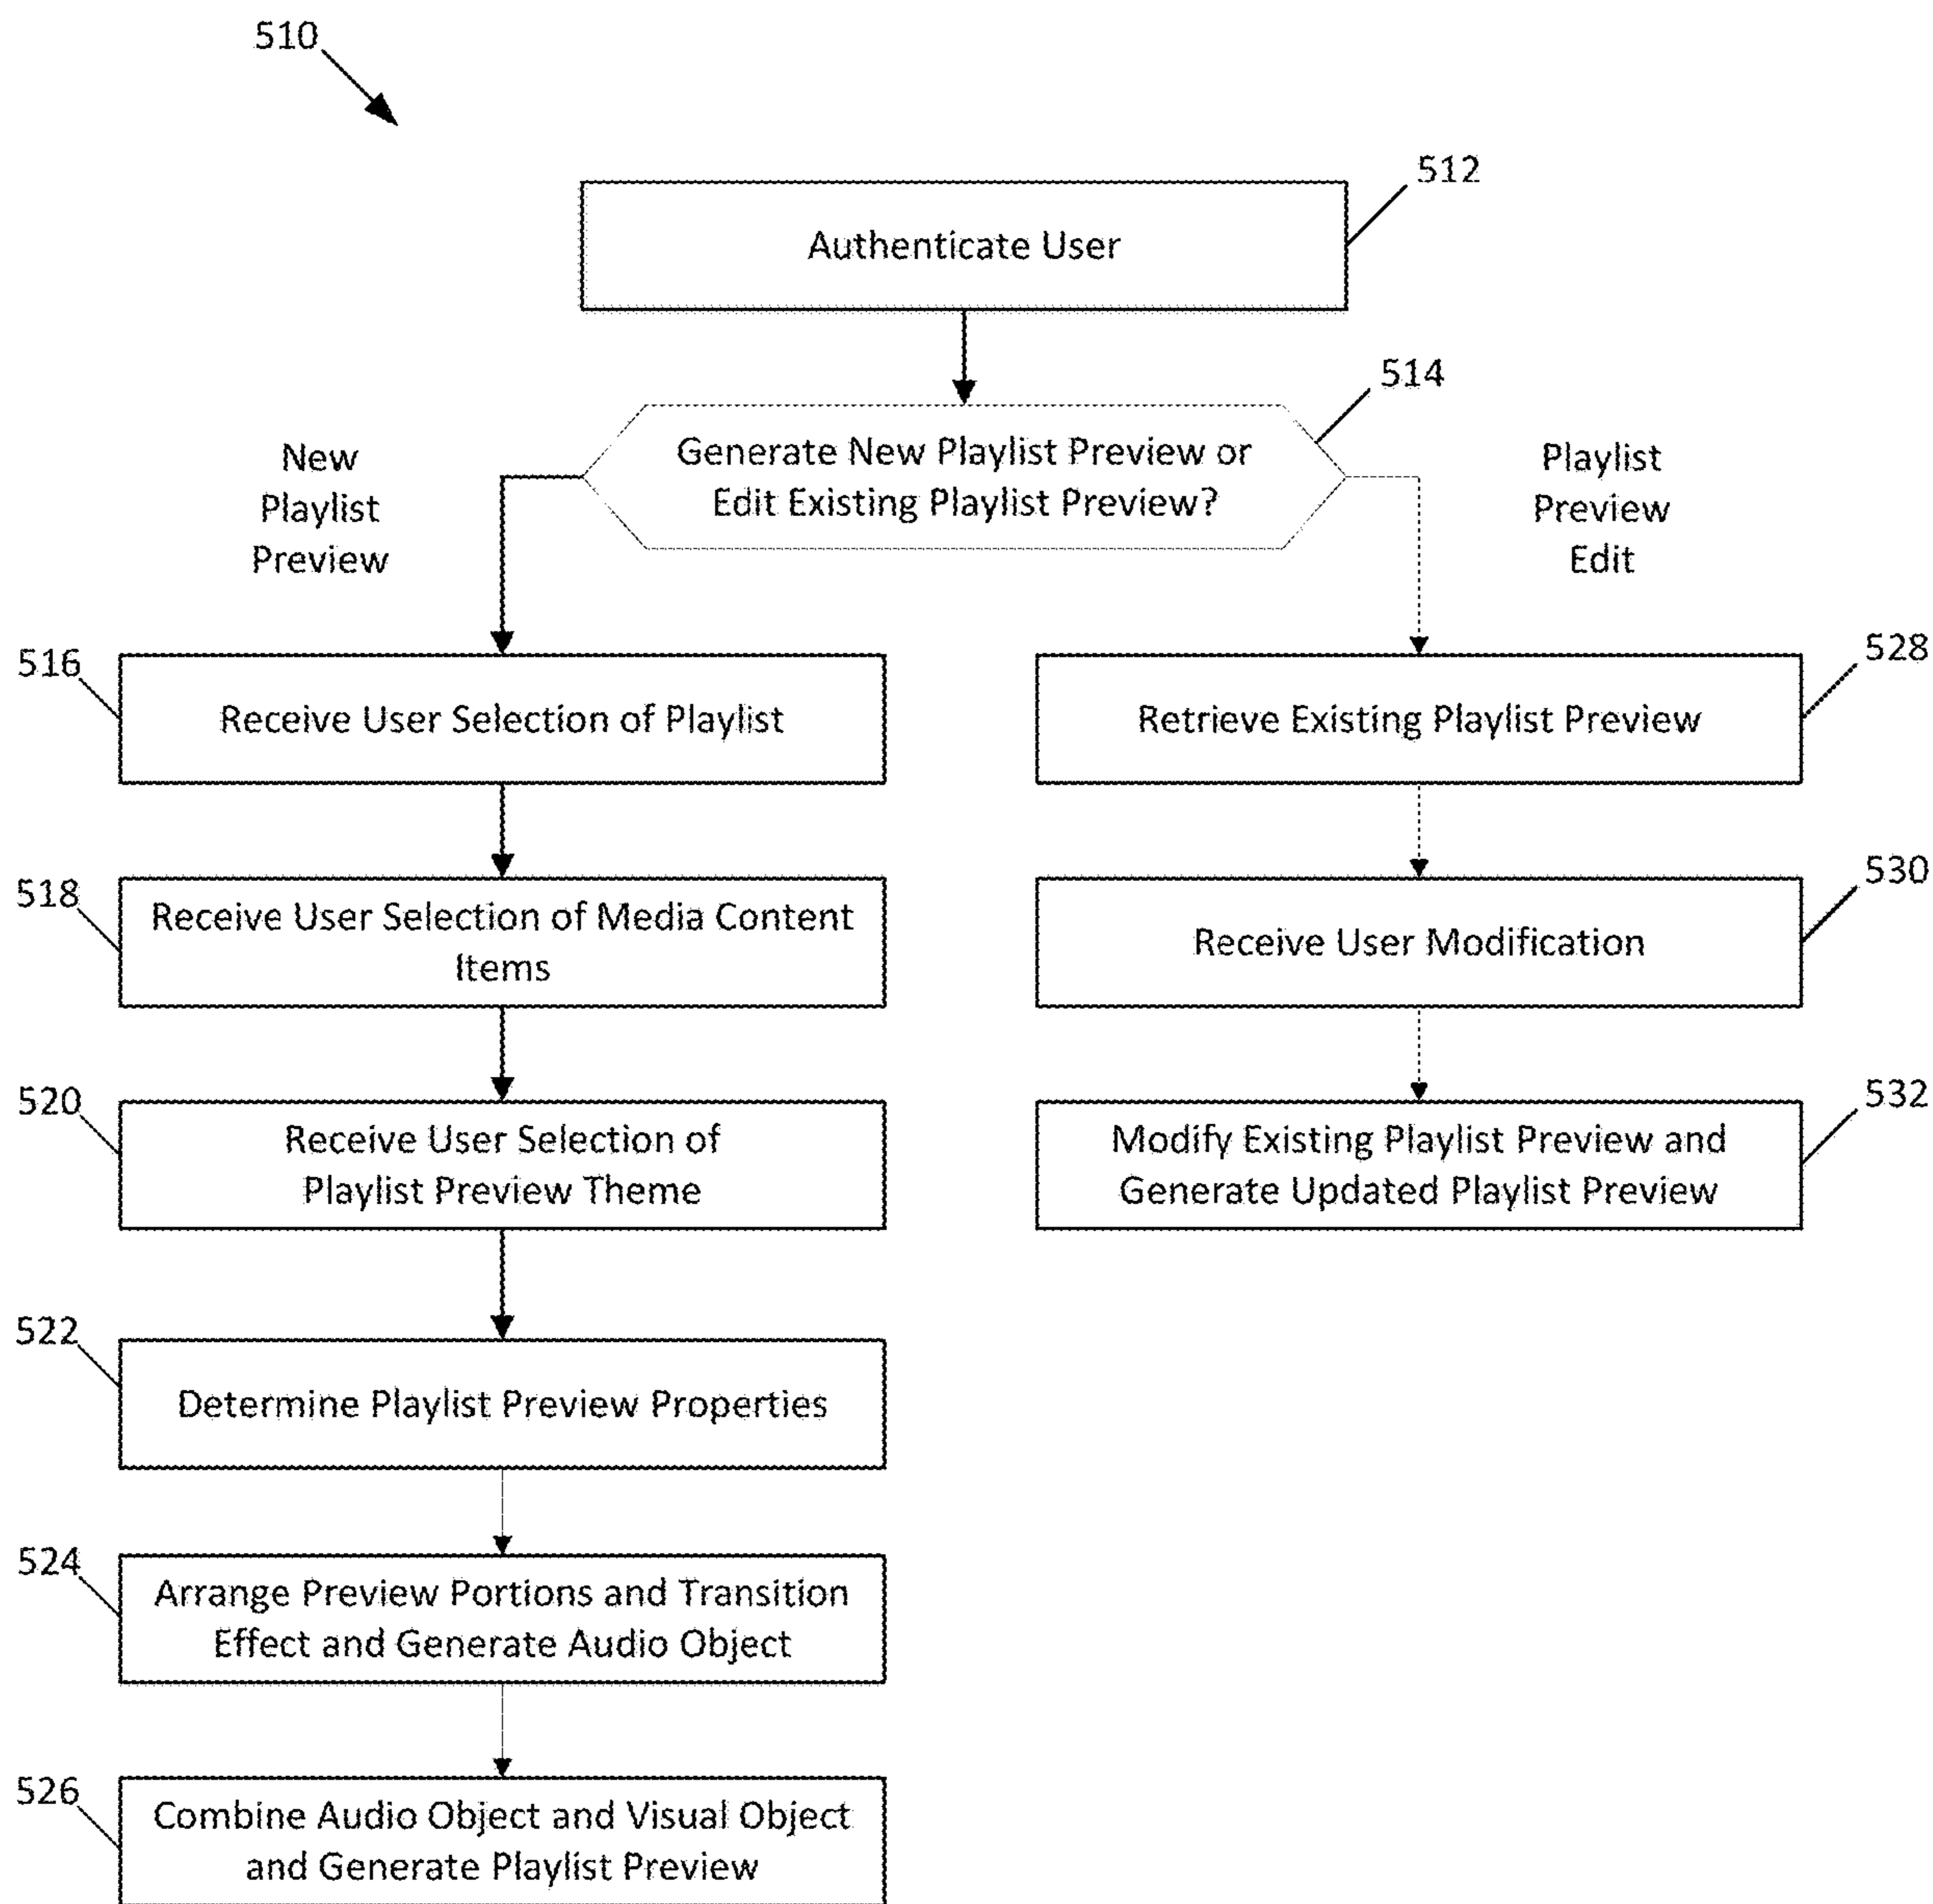 510
512
Authenticate User
514
Generate New Playlist Preview or
Edit Existing Playlist Preview?
New
Playlist
Preview
Playlist
Preview
Edit
516
Receive User Selection of Playlist
528
Retrieve Existing Playlist Preview
518
Receive User Selection of Media Content
Items
530
Receive User Modification
520
Receive User Selection of
Playlist Preview Theme
532
Modify Existing Playlist Preview and
Generate Updated Playlist Preview
522
Determine Playlist Preview Properties
524
Arrange Preview Portions and Transition
Effect and Generate Audio Object
526
Combine Audio Object and Visual Object
and Generate Playlist Preview